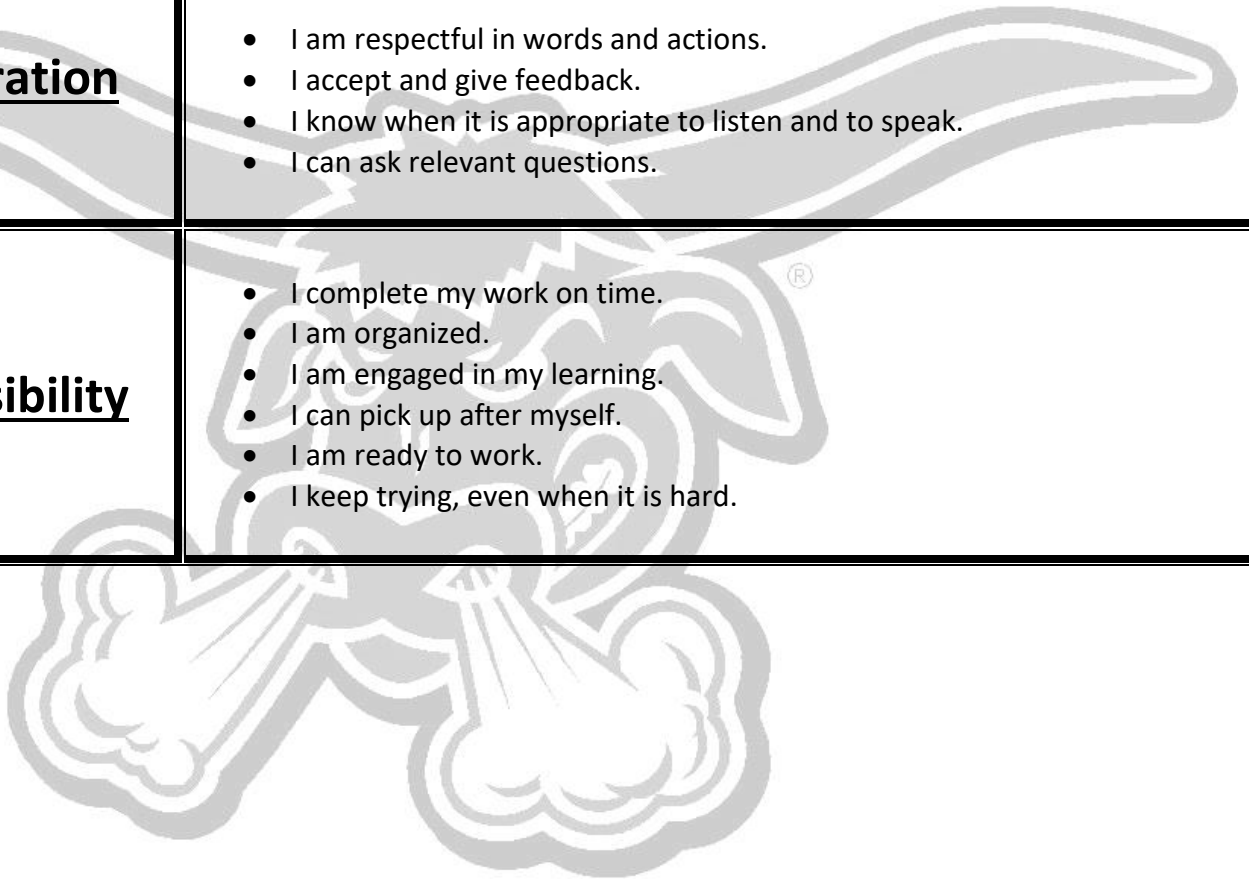 ration
• I am respectful in words and actions.
• I accept and give feedback.
• I know when it is appropriate to listen and to speak.
• I can ask relevant questions.
sibility
• I complete my work on time.
• I am organized.
• I am engaged in my learning.
• I can pick up after myself.
• I am ready to work.
• I keep trying, even when it is hard.
®